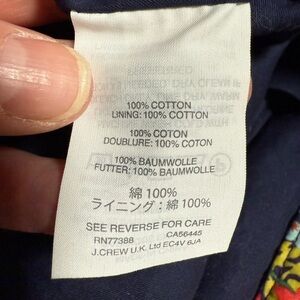 100% COTTON
LINING: 100% COTTON
100% COTON
DOUBLURE: 100% COTON
100% BAUMWOLLE
FUTTER: 100% BAUMWOLLE
綿 100%
ライニング：綿 100%
SEE REVERSE FOR CARE
RN77388 CA56445
J.CREW U.K. Ltd EC4V 6JA